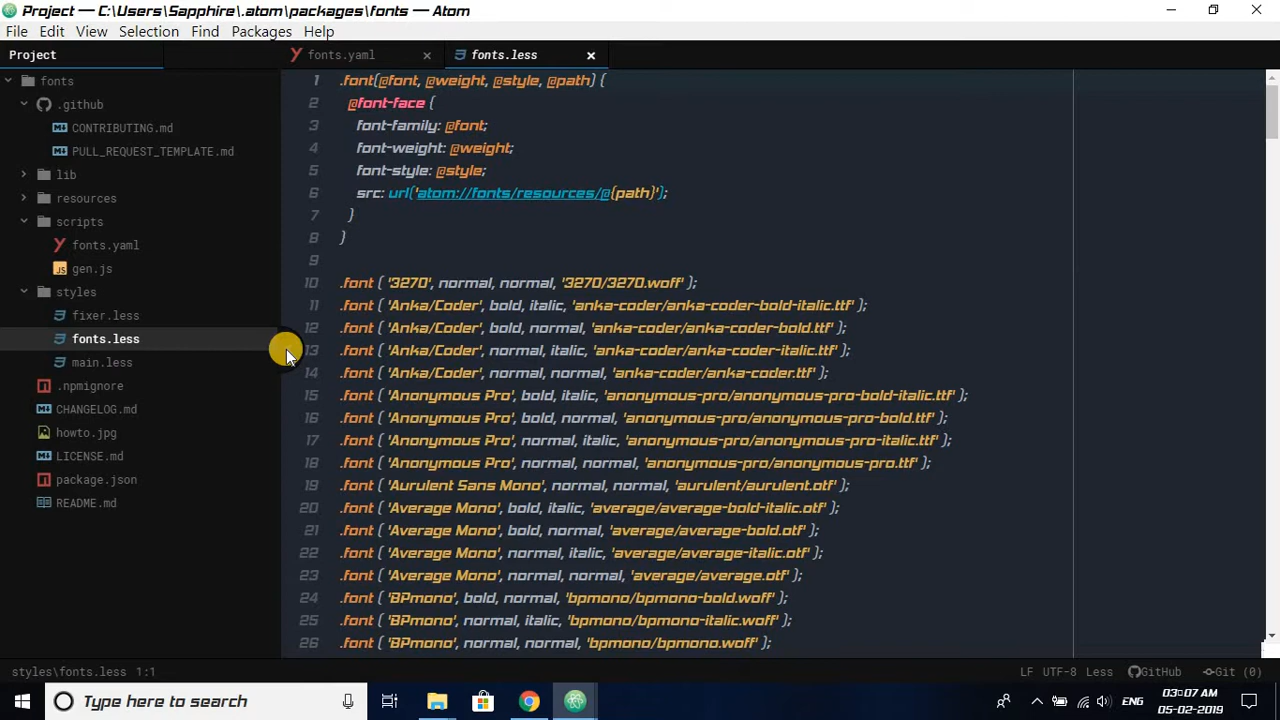 Project — C:\Users\Sapphire\.atom\packages\fonts — Atom
File Edit View Selection Find Packages Help
Project
fonts.yaml
fonts.less
fonts
.github
CONTRIBUTING.md
PULL_REQUEST_TEMPLATE.md
lib
resources
scripts
fonts.yaml
gen.js
styles
fixer.less
fonts.less
main.less
.npmignore
CHANGELOG.md
howto.jpg
LICENSE.md
package.json
README.md
1 .font(@font, @weight, @style, @path) {
2 @font-face {
3 font-family: @font;
4 font-weight: @weight;
5 font-style: @style;
6 src: url('atom://fonts/resources/@{path}');
7 }
8 }
9
10 .font ( '3270', normal, normal, '3270/3270.woff' );
11 .font ( 'Anka/Coder', bold, italic, 'anka-coder/anka-coder-bold-italic.ttf' );
12 .font ( 'Anka/Coder', bold, normal, 'anka-coder/anka-coder-bold.ttf' );
13 .font ( 'Anka/Coder', normal, italic, 'anka-coder/anka-coder-italic.ttf' );
14 .font ( 'Anka/Coder', normal, normal, 'anka-coder/anka-coder.ttf' );
15 .font ( 'Anonymous Pro', bold, italic, 'anonymous-pro/anonymous-pro-bold-italic.ttf' );
16 .font ( 'Anonymous Pro', bold, normal, 'anonymous-pro/anonymous-pro-bold.ttf' );
17 .font ( 'Anonymous Pro', normal, italic, 'anonymous-pro/anonymous-pro-italic.ttf' );
18 .font ( 'Anonymous Pro', normal, normal, 'anonymous-pro/anonymous-pro.ttf' );
19 .font ( 'Aurulent Sans Mono', normal, normal, 'aurulent/aurulent.otf' );
20 .font ( 'Average Mono', bold, italic, 'average/average-bold-italic.otf' );
21 .font ( 'Average Mono', bold, normal, 'average/average-bold.otf' );
22 .font ( 'Average Mono', normal, italic, 'average/average-italic.otf' );
23 .font ( 'Average Mono', normal, normal, 'average/average.otf' );
24 .font ( 'BPmono', bold, normal, 'bpmono/bpmono-bold.woff' );
25 .font ( 'BPmono', normal, italic, 'bpmono/bpmono-italic.woff' );
26 .font ( 'BPmono', normal, normal, 'bpmono/bpmono.woff' );
styles\fonts.less 1:1
LF UTF-8 Less GitHub Git (0)
Type here to search
ENG
03:07 AM
05-02-2019